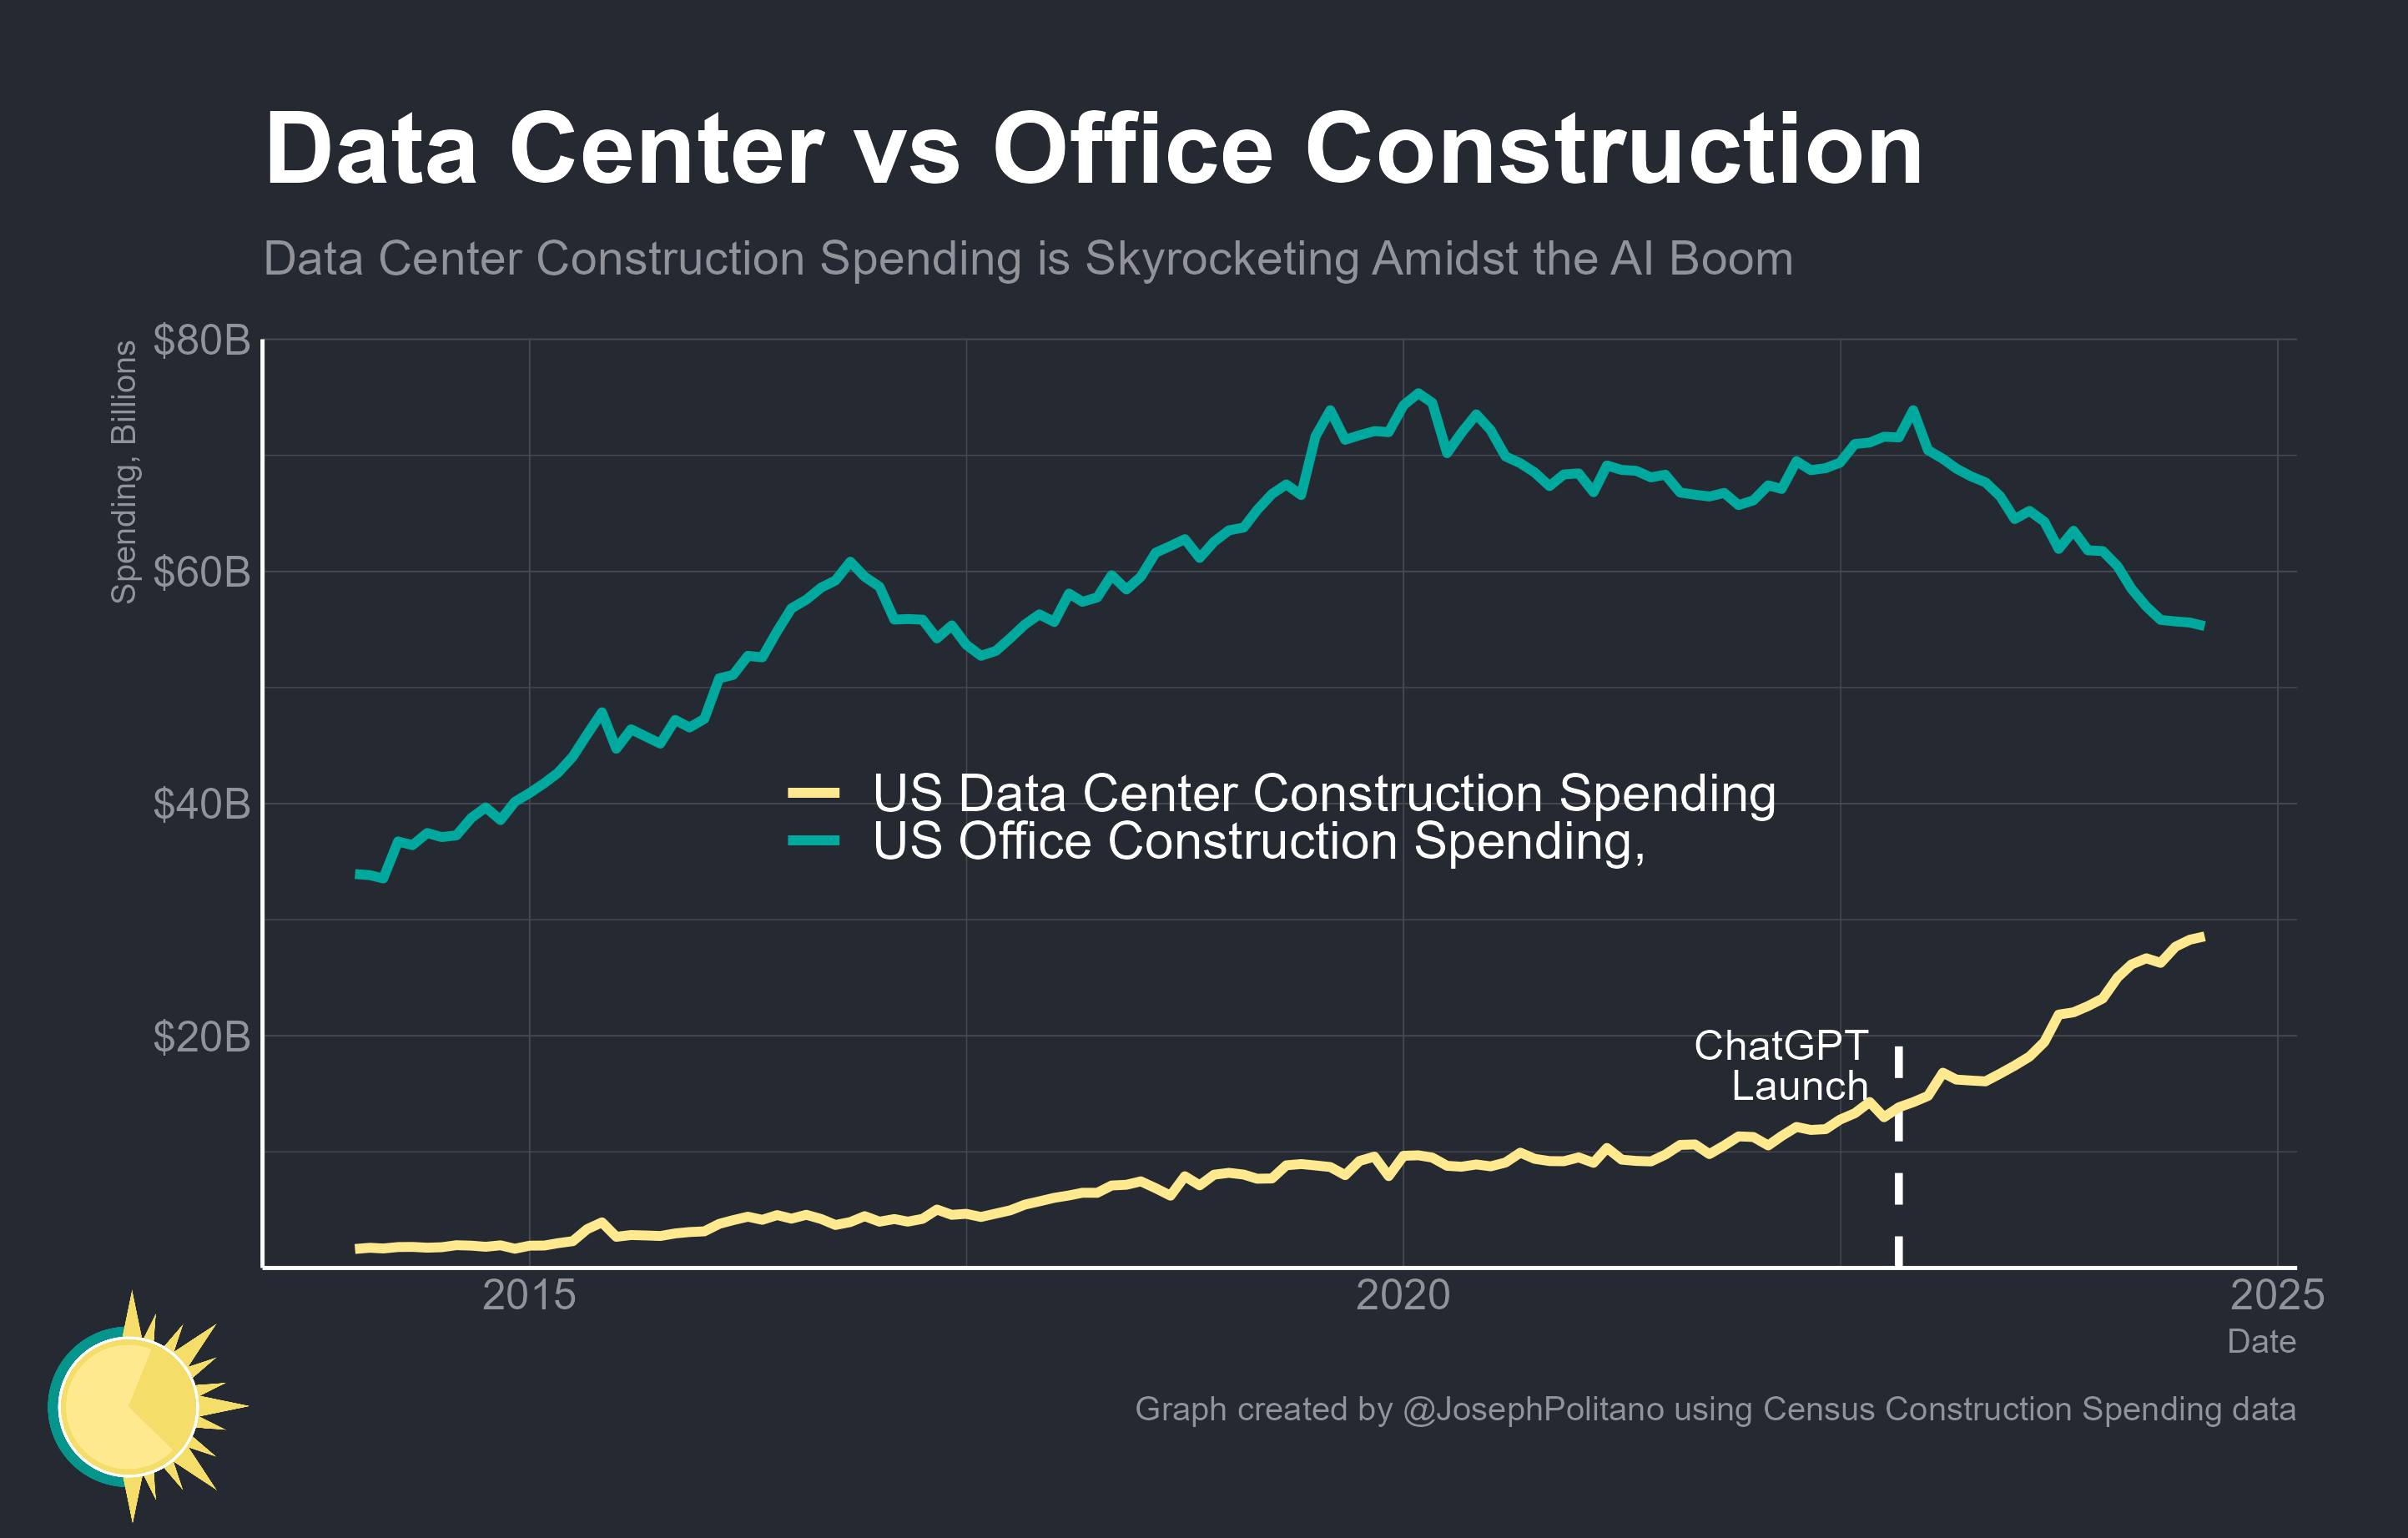 Data Center vs Office Construction
Data Center Construction Spending is Skyrocketing Amidst the AI Boom
Spending, Billions
$80B
$60B
$40B
$20B
US Data Center Construction Spending
US Office Construction Spending,
ChatGPT
Launch
2015
2020
2025
Date
Graph created by @JosephPolitano using Census Construction Spending data